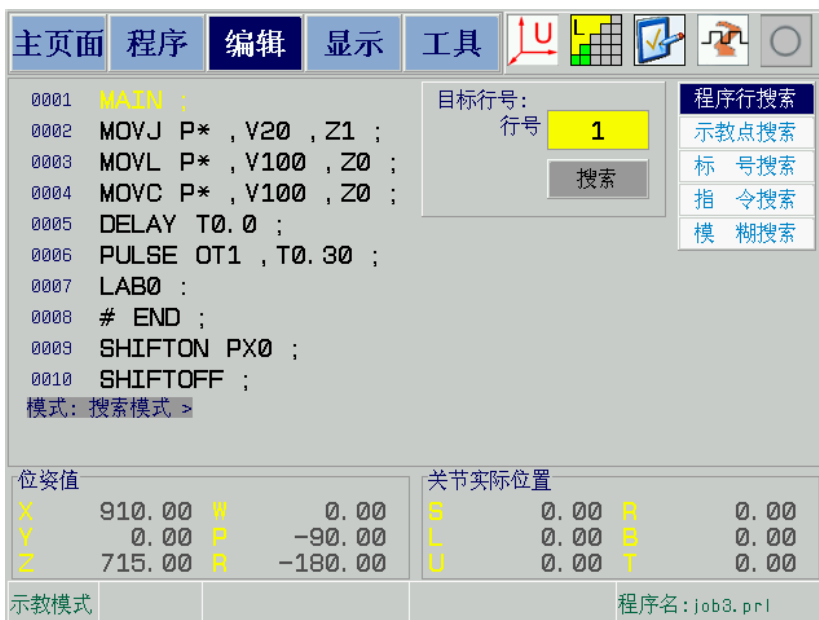 主页面 程序 编辑 显示 工具 U L
0001 MAIN ;
0002 MOVJ P* , V20 , Z1 ;
0003 MOVL P* , V100 , Z0 ;
0004 MOVC P* , V100 , Z0 ;
0005 DELAY T0.0 ;
0006 PULSE OT1 , T0.30 ;
0007 LAB0 :
0008 # END ;
0009 SHIFTON PX0 ;
0010 SHIFTOFF ;
模式: 搜索模式 >
目标行号:
行号 1
搜索
程序行搜索
示教点搜索
标 号搜索
指 令搜索
模 糊搜索
位姿值
X 910.00 W 0.00
Y 0.00 P -90.00
Z 715.00 R -180.00
关节实际位置
S 0.00 R 0.00
L 0.00 B 0.00
U 0.00 T 0.00
示教模式
程序名:job3.prl